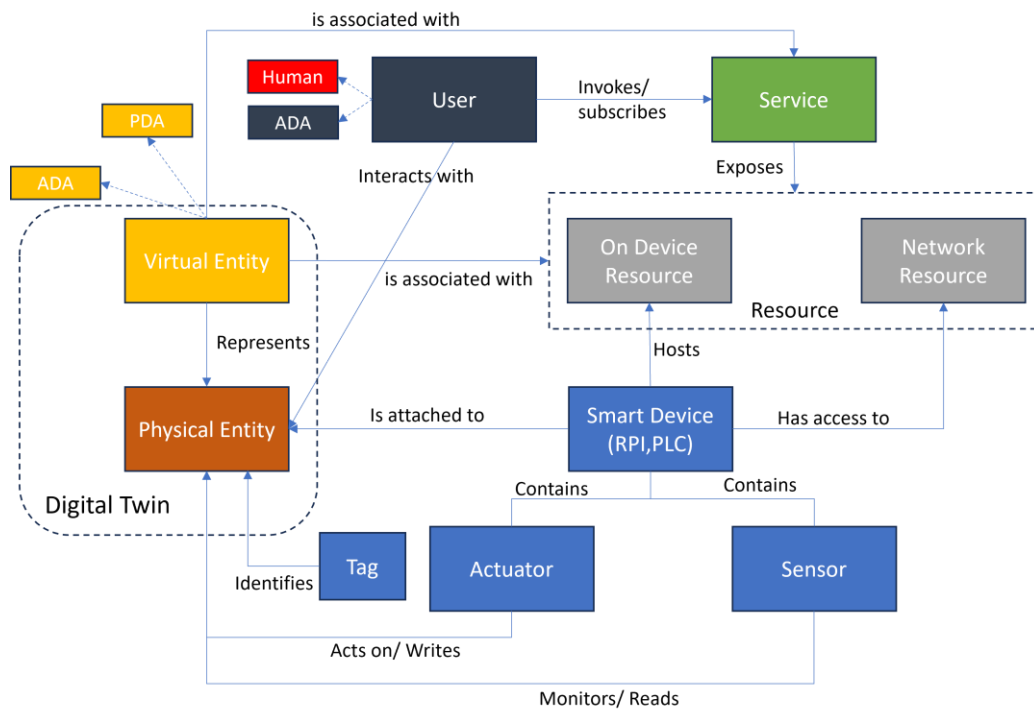 is associated with
Human
User
Invokes/
subscribes
Service
PDA
ADA
ADA
Interacts with
Exposes
Virtual Entity
is associated with
On Device
Resource
Network
Resource
Resource
Represents
Hosts
Physical Entity
Is attached to
Smart Device
(RPI,PLC)
Has access to
Digital Twin
Contains
Contains
Identifies
Tag
Actuator
Sensor
Acts on/ Writes
Monitors/ Reads